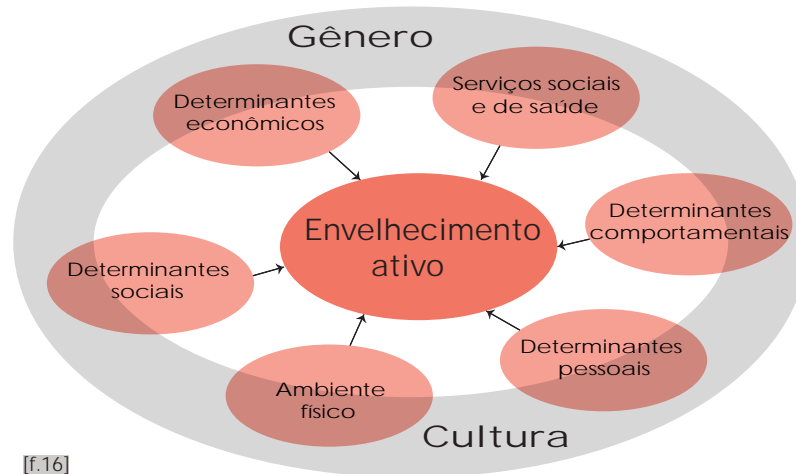 Gênero
Determinantes
econômicos
Serviços sociais
e de saúde
Envelhecimento
ativo
Determinantes
comportamentais
Determinantes
sociais
Determinantes
pessoais
Ambiente
físico
Cultura
[f.16]